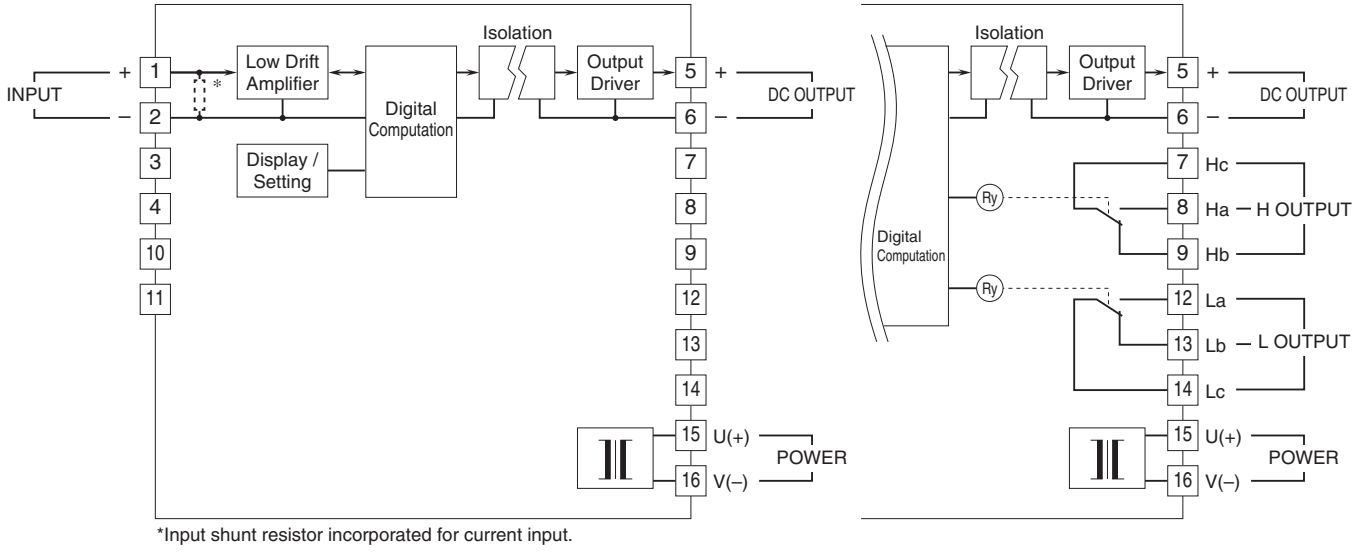 Isolation
Low Drift
Amplifier
Output
Driver
INPUT
+
−
1
2
3
4
10
11
*
Digital
Computation
Display /
Setting
5
+
DC OUTPUT
6
−
7
8
9
12
13
14
15
U(+)
POWER
16
V(–)
*Input shunt resistor incorporated for current input.
Isolation
Output
Driver
5
+
DC OUTPUT
6
−
Digital
Computation
Ry
Ry
7
Hc
8
Ha
H OUTPUT
9
Hb
12
La
13
Lb
L OUTPUT
14
Lc
15
U(+)
POWER
16
V(–)